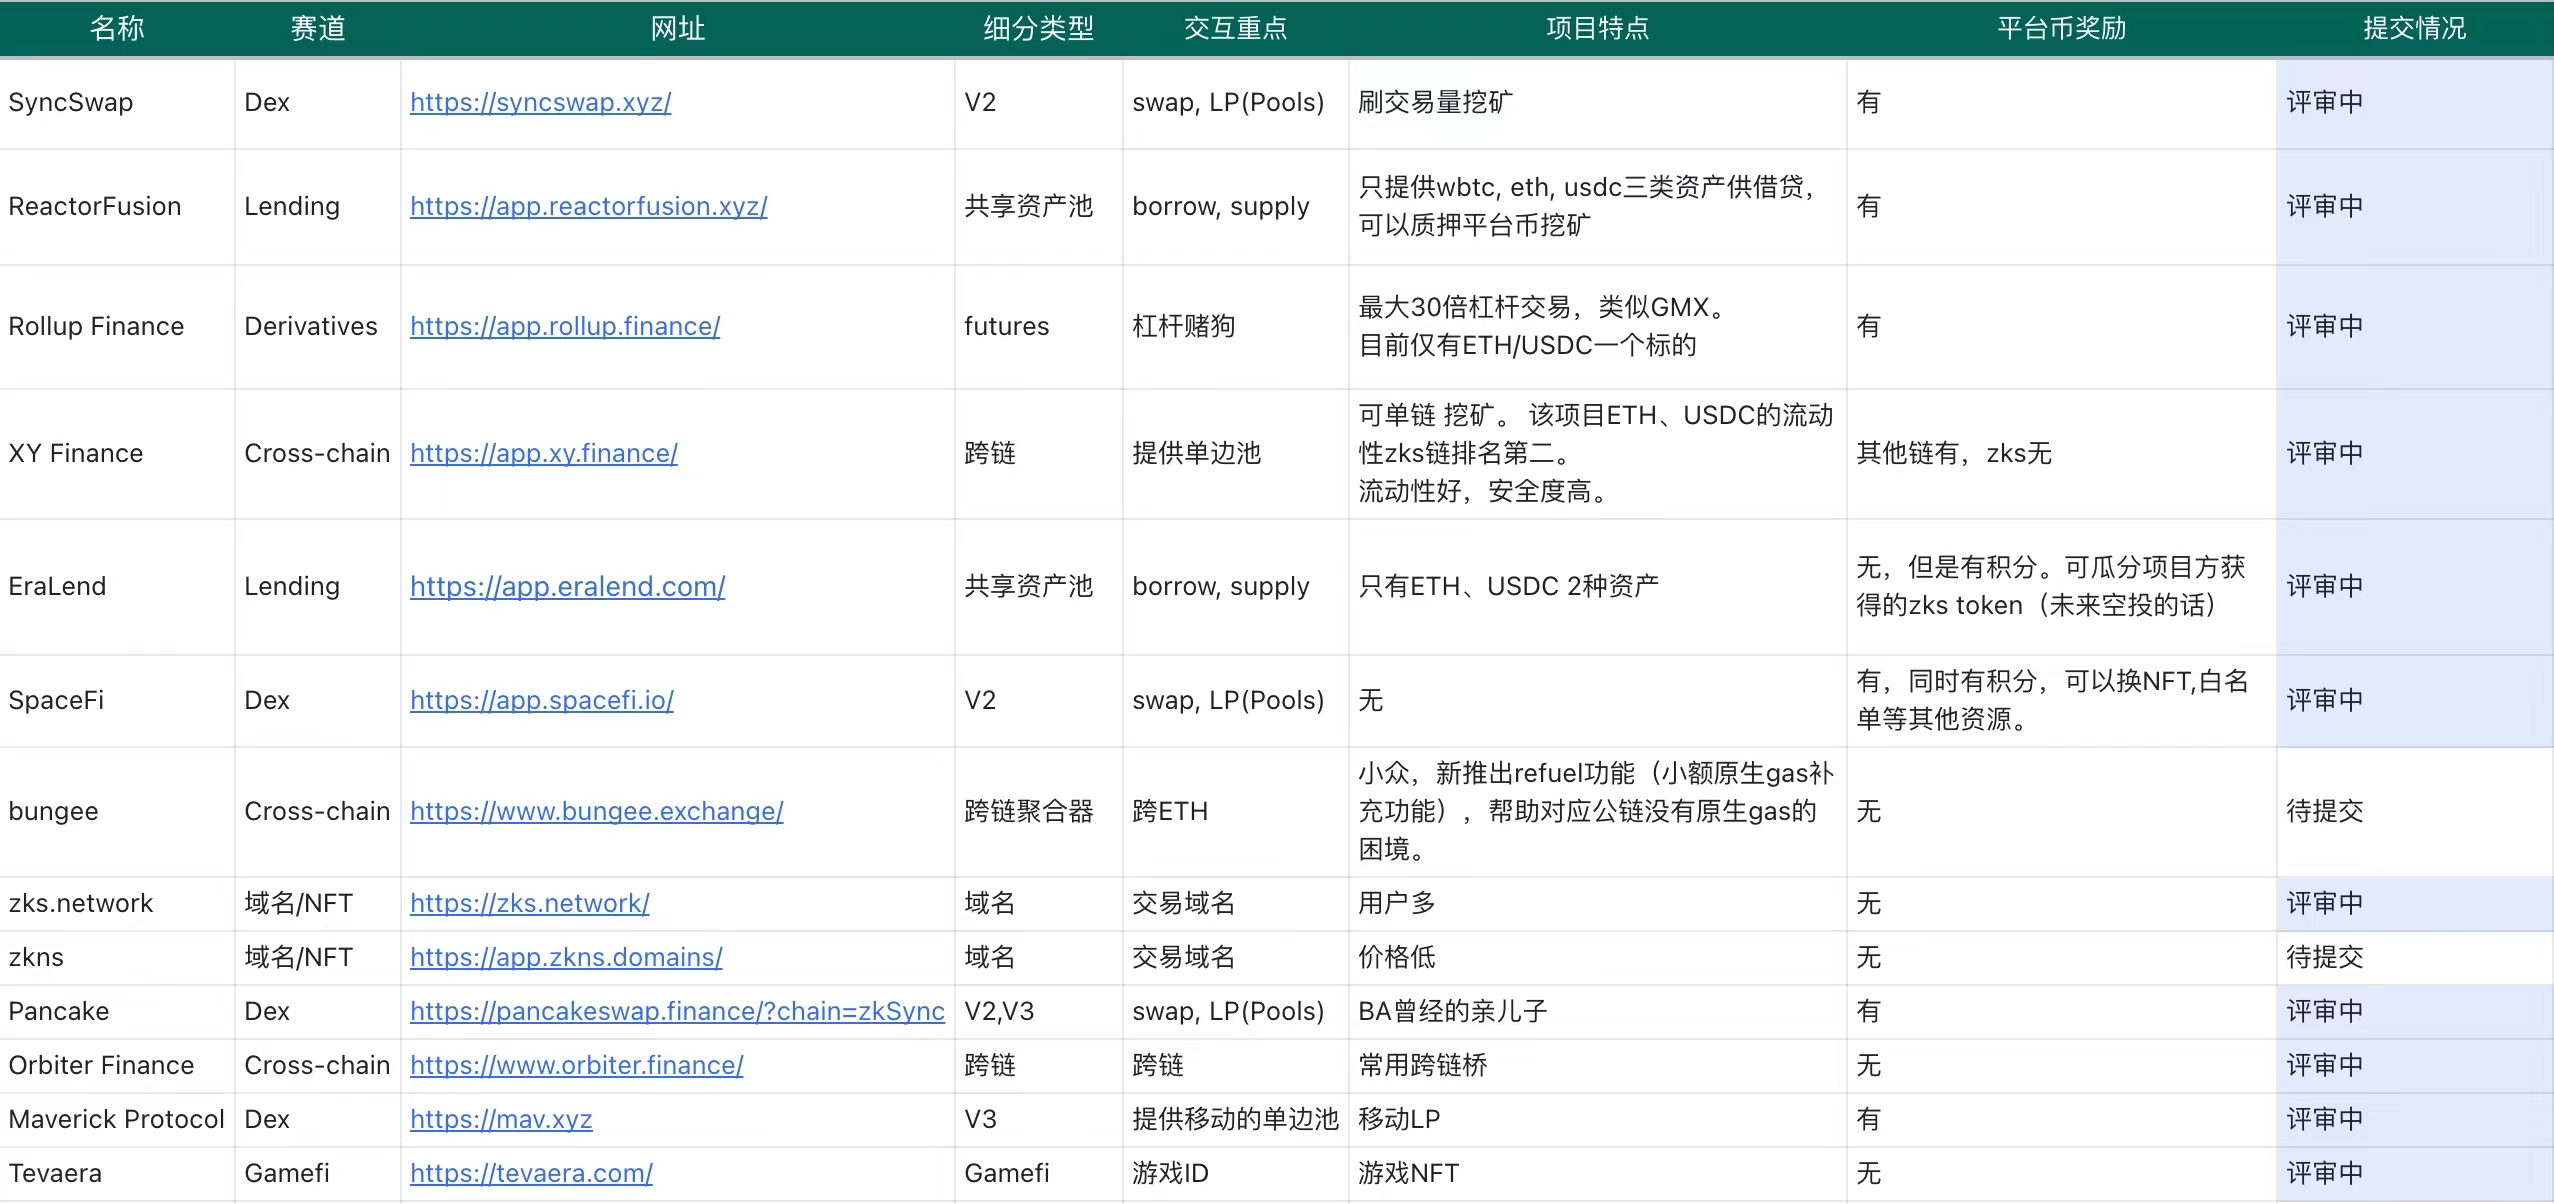 名称 赛道 网址 细分类型 交互重点 项目特点 平台币奖励 提交情况
SyncSwap Dex https://syncswap.xyz/ V2 swap, LP(Pools) 刷交易量挖矿 有 评审中
ReactorFusion Lending https://app.reactorfusion.xyz/ 共享资产池 borrow, supply 只提供wbtc, eth, usdc三类资产供借贷，
可以质押平台币挖矿 有 评审中
Rollup Finance Derivatives https://app.rollup.finance/ futures 杠杆赌狗 最大30倍杠杆交易，类似GMX。
目前仅有ETH/USDC一个标的 有 评审中
XY Finance Cross-chain https://app.xy.finance/ 跨链 提供单边池 可单链 挖矿。 该项目ETH、USDC的流动
性zks链排名第二。
流动性好，安全度高。 其他链有，zks无 评审中
EraLend Lending https://app.eralend.com/ 共享资产池 borrow, supply 只有ETH、USDC 2种资产 无，但是有积分。可瓜分项目方获
得的zks token（未来空投的话） 评审中
SpaceFi Dex https://app.spacefi.io/ V2 swap, LP(Pools) 无 有，同时有积分，可以换NFT,白名
单等其他资源。 评审中
bungee Cross-chain https://www.bungee.exchange/ 跨链聚合器 跨ETH 小众，新推出refuel功能（小额原生gas补
充功能），帮助对应公链没有原生gas的
困境。 无 待提交
zks.network 域名/NFT https://zks.network/ 域名 交易域名 用户多 无 评审中
zkns 域名/NFT https://app.zkns.domains/ 域名 交易域名 价格低 无 待提交
Pancake Dex https://pancakeswap.finance/?chain=zkSync V2,V3 swap, LP(Pools) BA曾经的亲儿子 有 评审中
Orbiter Finance Cross-chain https://www.orbiter.finance/ 跨链 跨链 常用跨链桥 无 评审中
Maverick Protocol Dex https://mav.xyz V3 提供移动的单边池 移动LP 有 评审中
Tevaera Gamefi https://tevaera.com/ Gamefi 游戏ID 游戏NFT 无 评审中